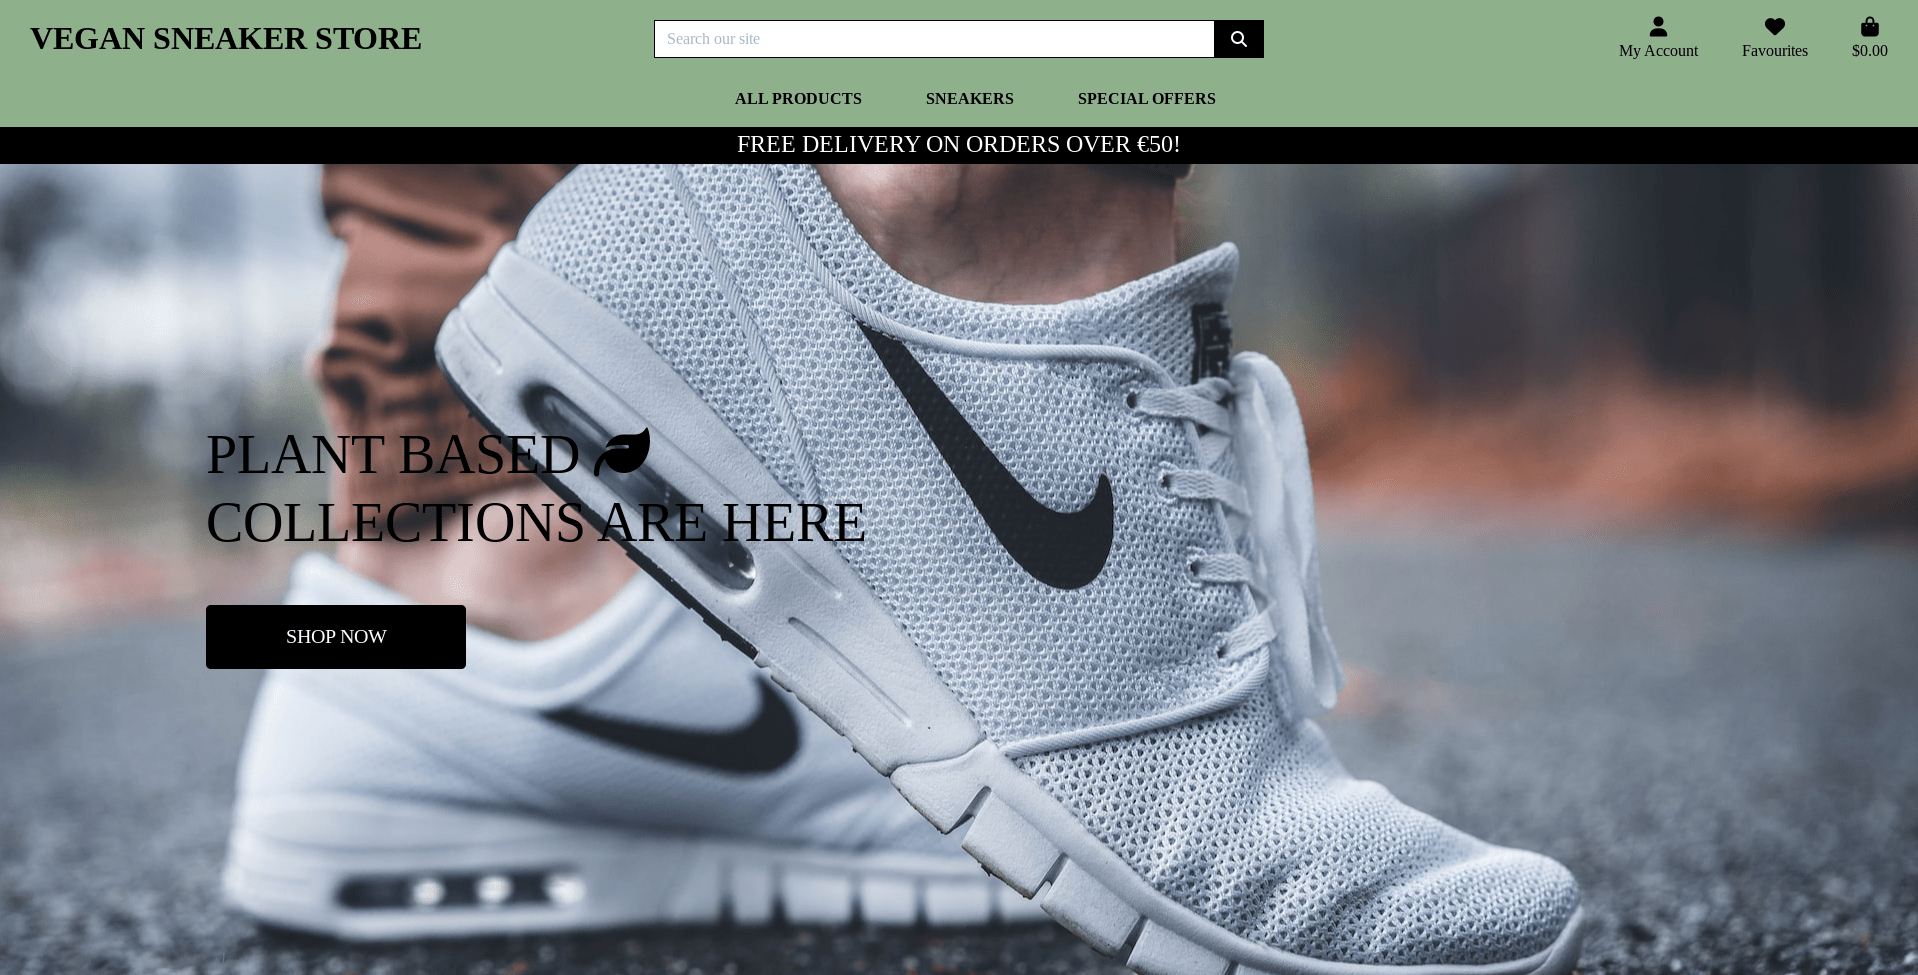 VEGAN SNEAKER STORE
Search our site
My Account
Favourites
$0.00
ALL PRODUCTS
SNEAKERS
SPECIAL OFFERS
FREE DELIVERY ON ORDERS OVER €50!
PLANT BASED
COLLECTIONS ARE HERE
SHOP NOW